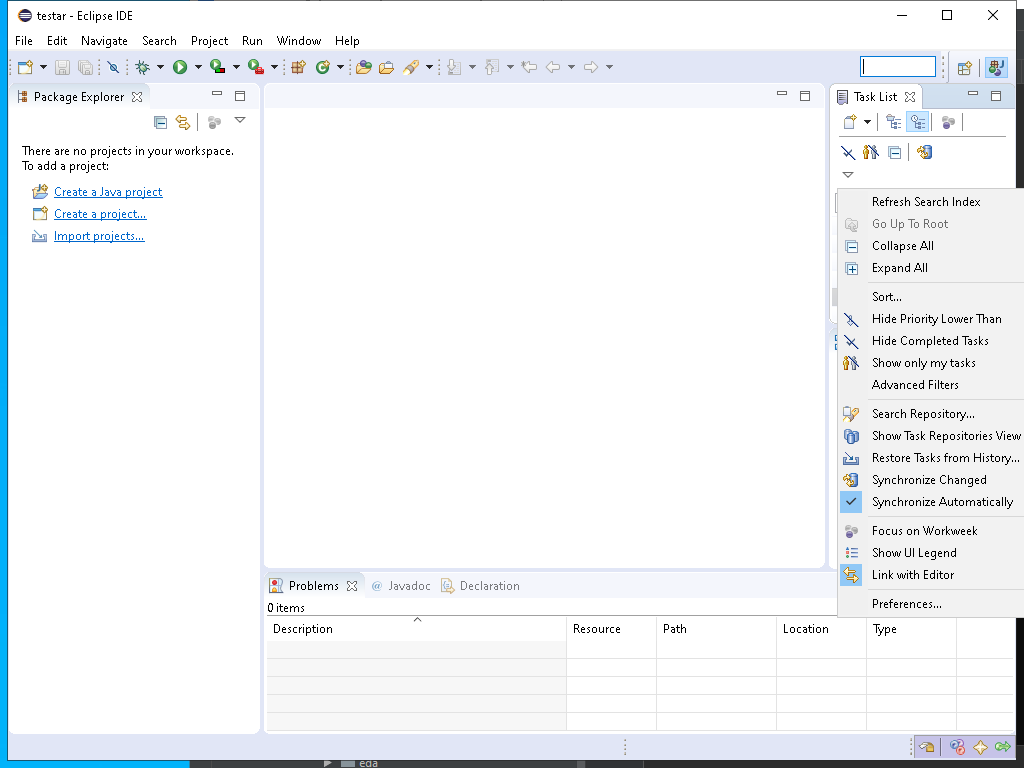 testar - Eclipse IDE
File Edit Navigate Search Project Run Window Help
Package Explorer
Task List
There are no projects in your workspace.
To add a project:
Create a Java project
Create a project...
Import projects...
Refresh Search Index
Go Up To Root
Collapse All
Expand All
Sort...
Hide Priority Lower Than
Hide Completed Tasks
Show only my tasks
Advanced Filters
Search Repository...
Show Task Repositories View
Restore Tasks from History...
Synchronize Changed
Synchronize Automatically
Focus on Workweek
Show UI Legend
Link with Editor
Preferences...
Problems @ Javadoc Declaration
0 items
Description Resource Path Location Type
eda